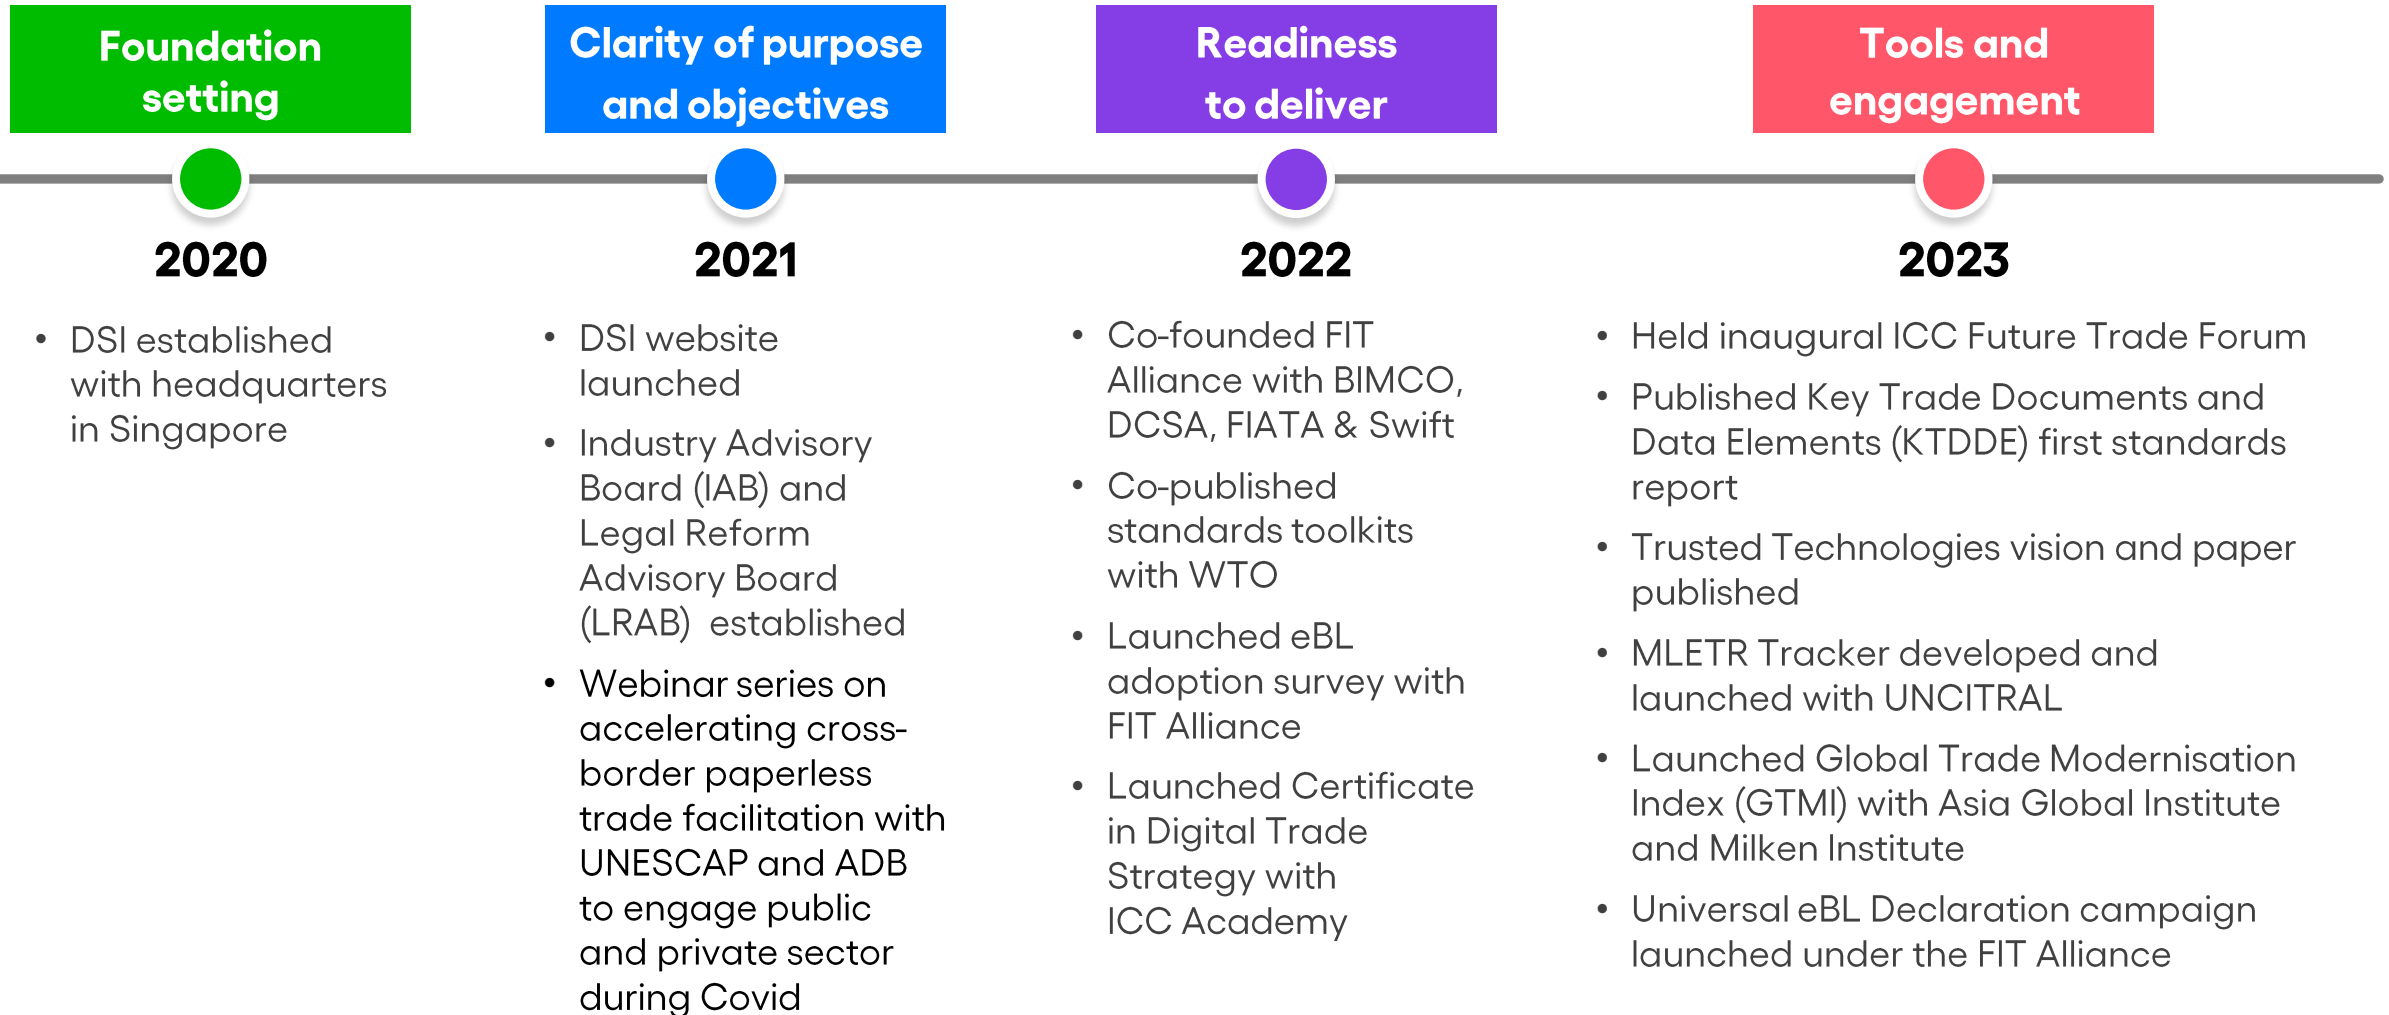 Foundation
setting
2020
• DSI established
with headquarters
in Singapore
Clarity of purpose
and objectives
2021
• DSI website
launched
• Industry Advisory
Board (IAB) and
Legal Reform
Advisory Board
(LRAB) established
• Webinar series on
accelerating cross-
border paperless
trade facilitation with
UNESCAP and ADB
to engage public
and private sector
during Covid
Readiness
to deliver
2022
• Co-founded FIT
Alliance with BIMCO,
DCSA, FIATA & Swift
• Co-published
standards toolkits
with WTO
• Launched eBL
adoption survey with
FIT Alliance
• Launched Certificate
in Digital Trade
Strategy with
ICC Academy
Tools and
engagement
2023
• Held inaugural ICC Future Trade Forum
• Published Key Trade Documents and
Data Elements (KTDDE) first standards
report
• Trusted Technologies vision and paper
published
• MLETR Tracker developed and
launched with UNCITRAL
• Launched Global Trade Modernisation
Index (GTMI) with Asia Global Institute
and Milken Institute
• Universal eBL Declaration campaign
launched under the FIT Alliance